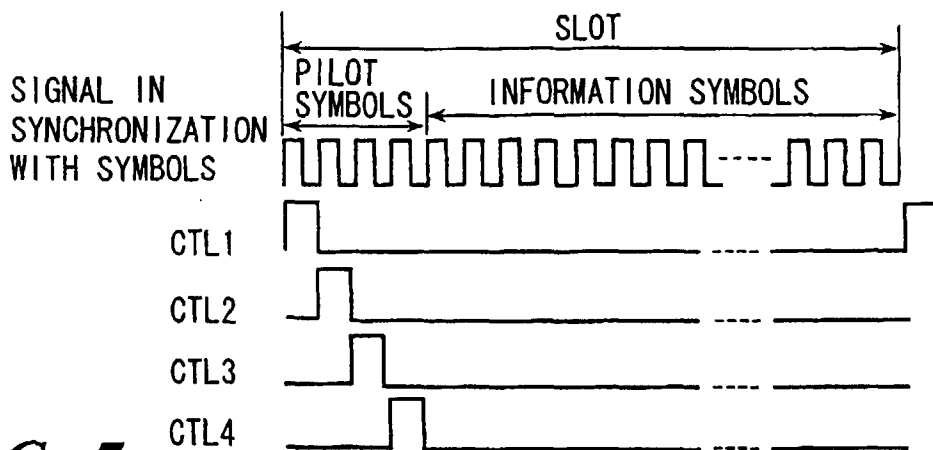 SLOT
PILOT
SYMBOLS
INFORMATION SYMBOLS
SIGNAL IN
SYNCHRONIZATION
WITH SYMBOLS
CTL1
CTL2
CTL3
CTL4